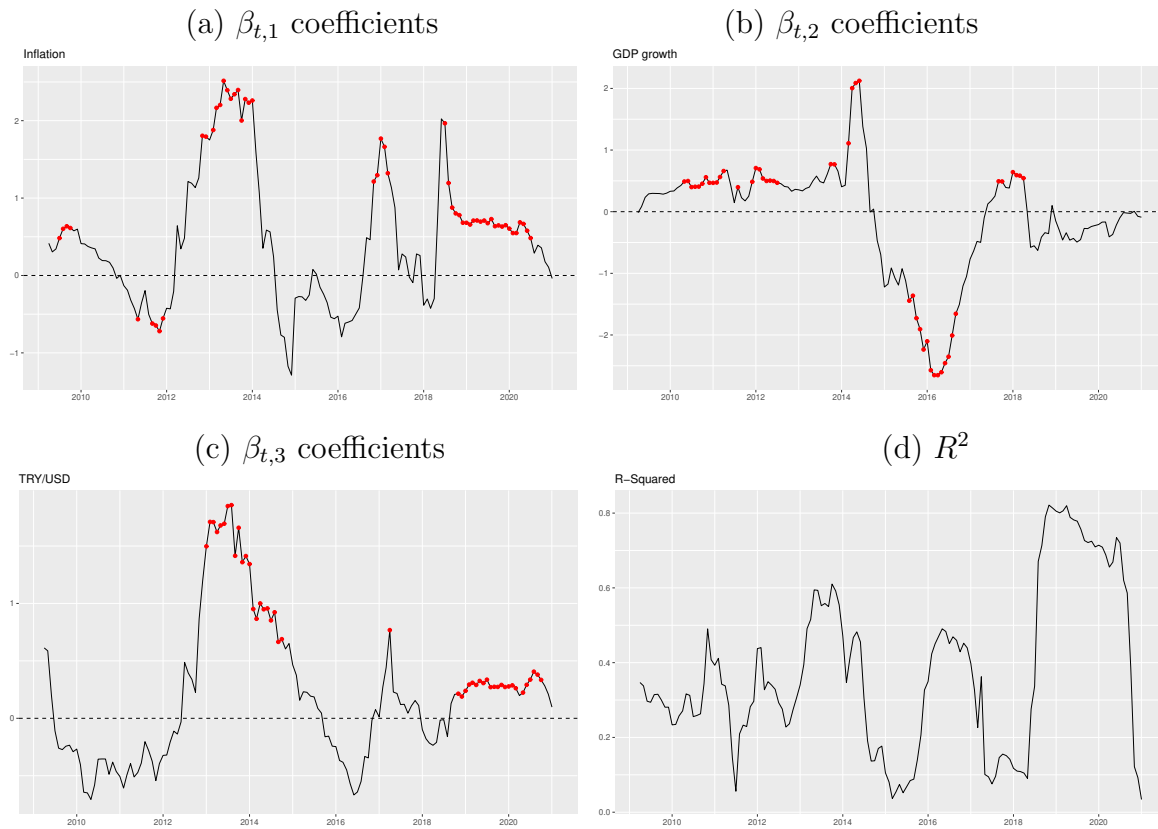 (a) βt,1 coefficients
Inflation
2
1
0
−1
2010 2012 2014 2016 2018 2020
(b) βt,2 coefficients
GDP growth
2
1
0
−1
−2
2010 2012 2014 2016 2018 2020
(c) βt,3 coefficients
TRY/USD
1
0
2010 2012 2014 2016 2018 2020
(d) R²
R−Squared
0.8
0.6
0.4
0.2
0.0
2010 2012 2014 2016 2018 2020